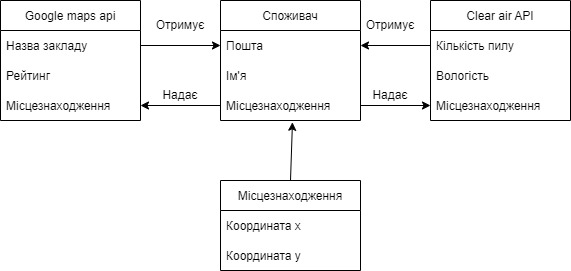 Google maps api
Назва закладу
Рейтинг
Місцезнаходження
Отримує
Надає
Споживач
Пошта
Ім'я
Місцезнаходження
Отримує
Надає
Clear air API
Кількість пилу
Вологість
Місцезнаходження
Місцезнаходження
Координата x
Координата y